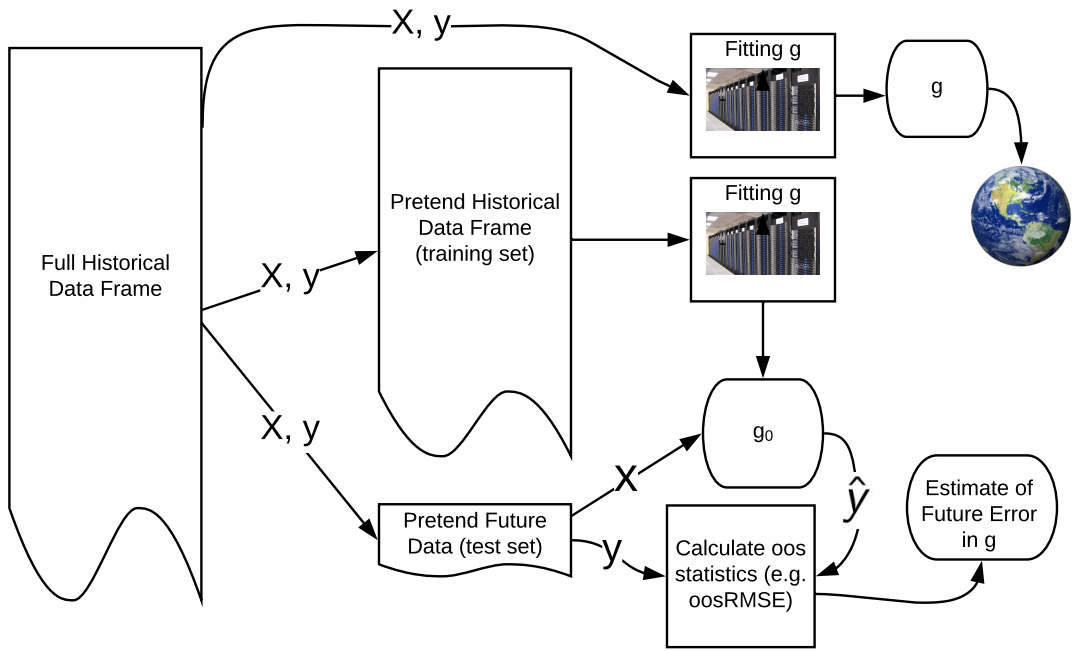 X, y
Fitting g
g
Pretend Historical
Data Frame
(training set)
Fitting g
Full Historical
Data Frame
X, y
X, y
g₀
X
ŷ
Pretend Future
Data (test set)
y
Calculate oos
statistics (e.g.
oosRMSE)
Estimate of
Future Error
in g